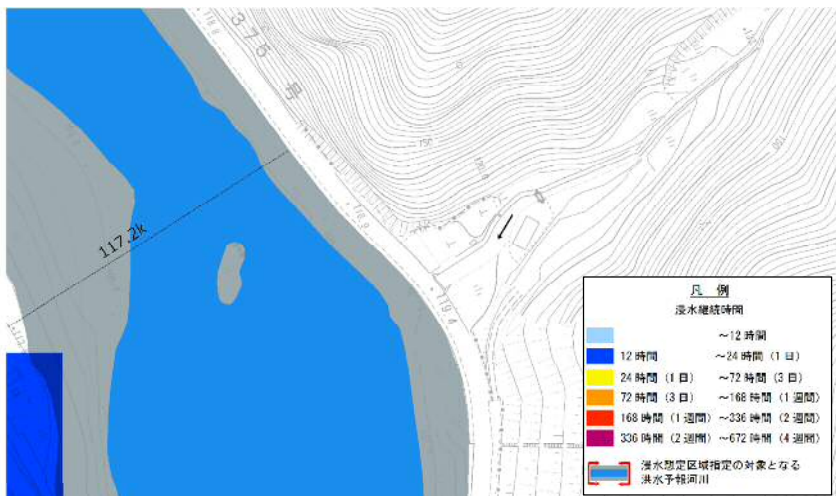 375 号
117.2k
119.4
凡 例
浸水継続時間
～12 時間
12 時間 ～24 時間 (1 日)
24 時間 (1 日) ～72 時間 (3 日)
72 時間 (3 日) ～168 時間 (1 週間)
168 時間 (1 週間) ～336 時間 (2 週間)
336 時間 (2 週間) ～672 時間 (4 週間)
浸水想定区域指定の対象となる
洪水予報河川